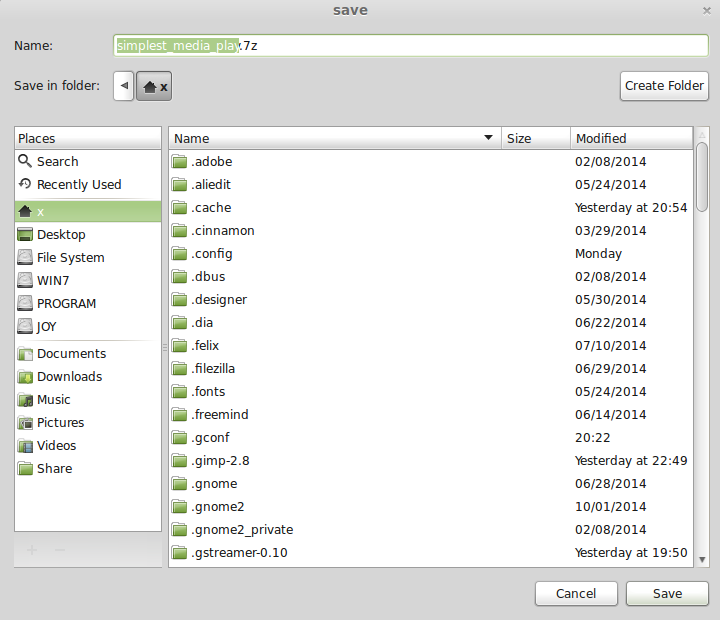 save
Name: simplest_media_play.7z
Save in folder: x Create Folder
Places
Search
Recently Used
x
Desktop
File System
WIN7
PROGRAM
JOY
Documents
Downloads
Music
Pictures
Videos
Share
Name Size Modified
.adobe 02/08/2014
.aliedit 05/24/2014
.cache Yesterday at 20:54
.cinnamon 03/29/2014
.config Monday
.dbus 02/08/2014
.designer 05/30/2014
.dia 06/22/2014
.felix 07/10/2014
.filezilla 06/29/2014
.fonts 05/24/2014
.freemind 06/14/2014
.gconf 20:22
.gimp-2.8 Yesterday at 22:49
.gnome 06/28/2014
.gnome2 10/01/2014
.gnome2_private 02/08/2014
.gstreamer-0.10 Yesterday at 19:50
Cancel Save